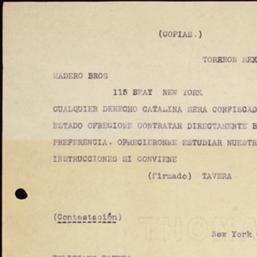 (COPIAS.)
TORREON MEX
MADERO BROS
115 BWAY NEW YORK
CUALQUIER DERECHO CATALINA SERA CONFISCAD
ESTADO OFRECIOME CONTRATAR DIRECTAMENTE B
PREFERENCIA. OFRECIERONME ESTUDIAR NUESTR
INSTRUCCIONES SI CONVIENE
(firmado) TAVERA
(Contestación)
New York